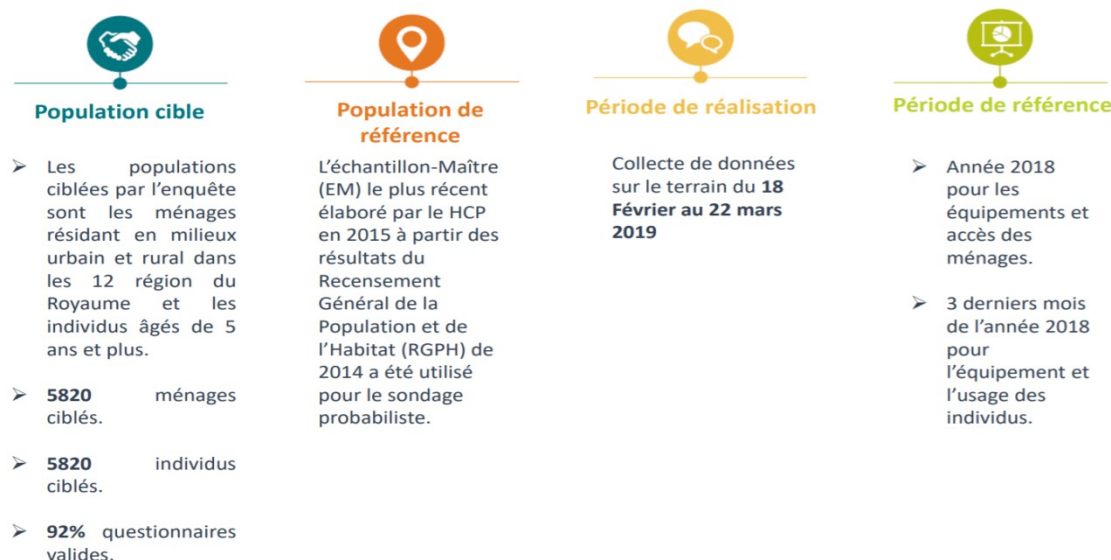 Population cible
➢ Les populations
ciblées par l'enquête
sont les ménages
résidant en milieux
urbain et rural dans
les 12 région du
Royaume et les
individus âgés de 5
ans et plus.
➢ 5820 ménages
ciblés.
➢ 5820 individus
ciblés.
➢ 92% questionnaires
valides.
Population de
référence
L'échantillon-Maître
(EM) le plus récent
élaboré par le HCP
en 2015 à partir des
résultats du
Recensement
Général de la
Population et de
l'Habitat (RGPH) de
2014 a été utilisé
pour le sondage
probabiliste.
Période de réalisation
Collecte de données
sur le terrain du 18
Février au 22 mars
2019
Période de référence
➢ Année 2018
pour les
équipements et
accès des
ménages.
➢ 3 derniers mois
de l'année 2018
pour
l'équipement et
l'usage des
individus.